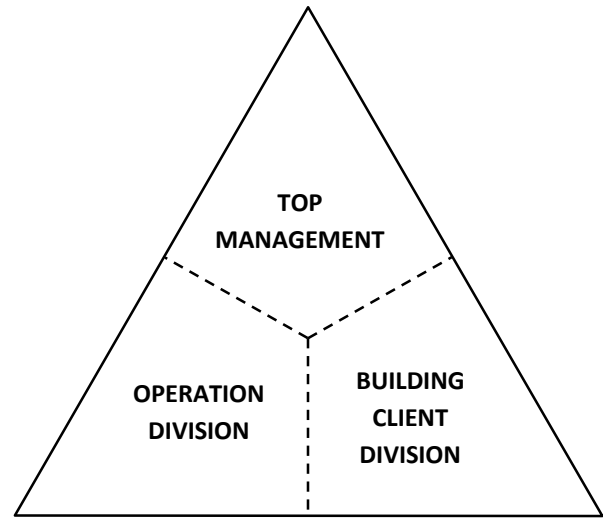 TOP
MANAGEMENT
OPERATION
DIVISION
BUILDING
CLIENT
DIVISION